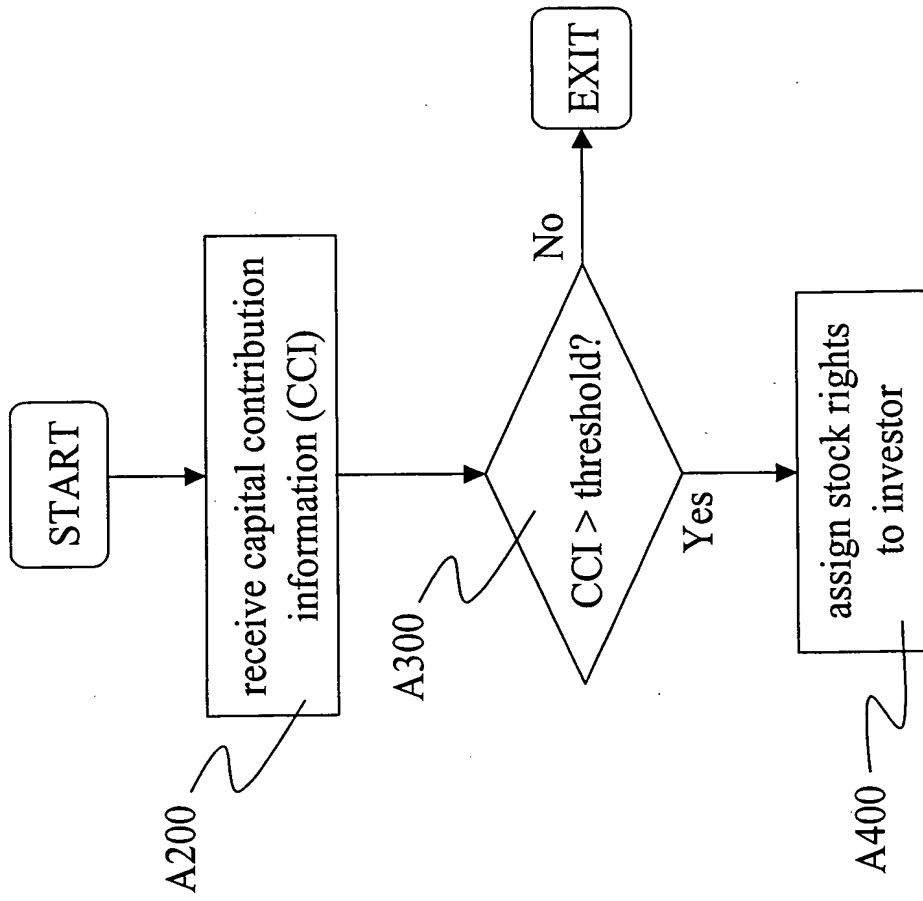 START
A200
receive capital contribution
information (CCI)
A300
CCI > threshold?
No
EXIT
Yes
A400
assign stock rights
to investor